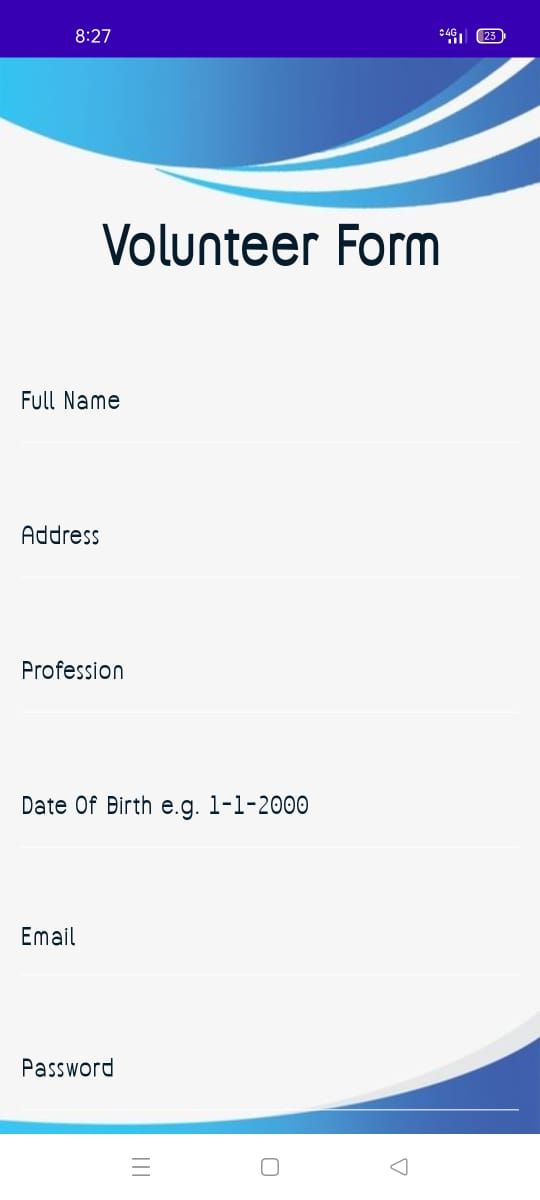 8:27
4G
23
Volunteer Form
Full Name
Address
Profession
Date Of Birth e.g. 1-1-2000
Email
Password